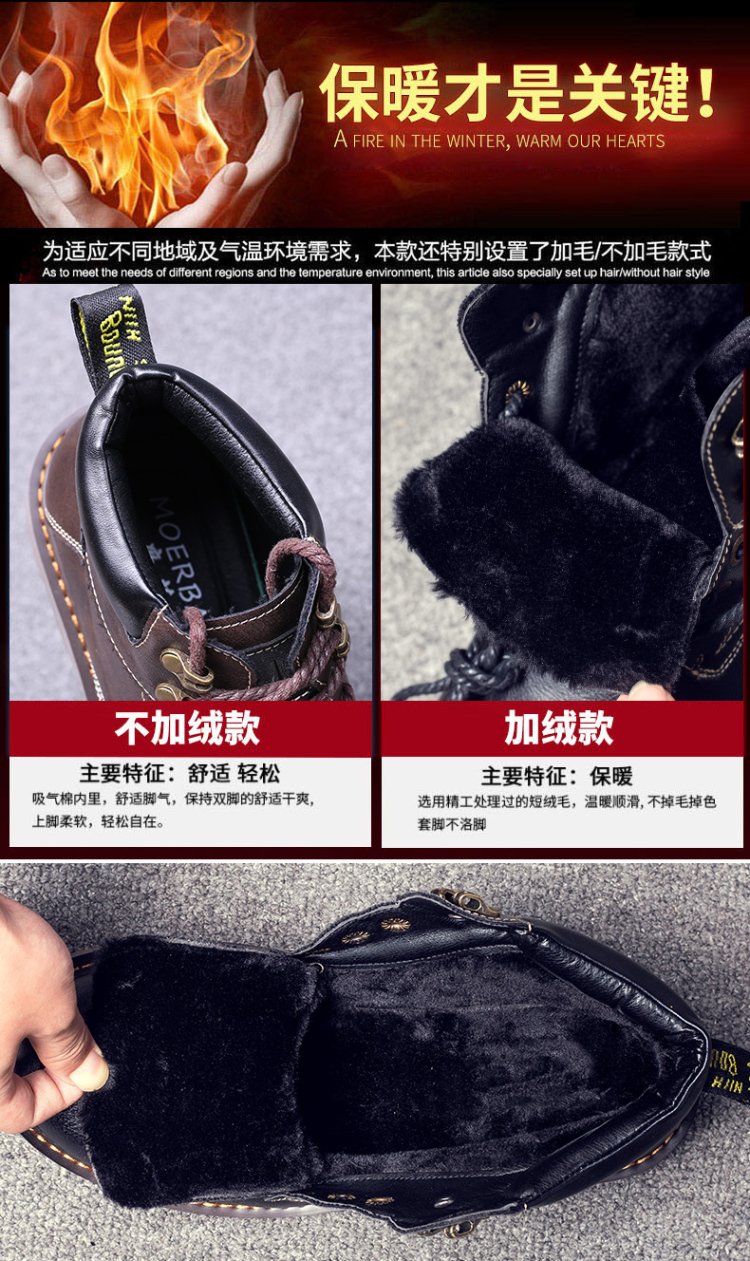 保暖才是关键！
A FIRE IN THE WINTER, WARM OUR HEARTS
为适应不同地域及气温环境需求，本款还特别设置了加毛/不加毛款式
As to meet the needs of different regions and the temperature environment, this article also specially set up hair/without hair style
MOERB
不加绒款
主要特征：舒适 轻松
吸气棉内里，舒适脚气，保持双脚的舒适干爽,
上脚柔软，轻松自在。
加绒款
主要特征：保暖
选用精工处理过的短绒毛，温暖顺滑, 不掉毛掉色
套脚不洛脚